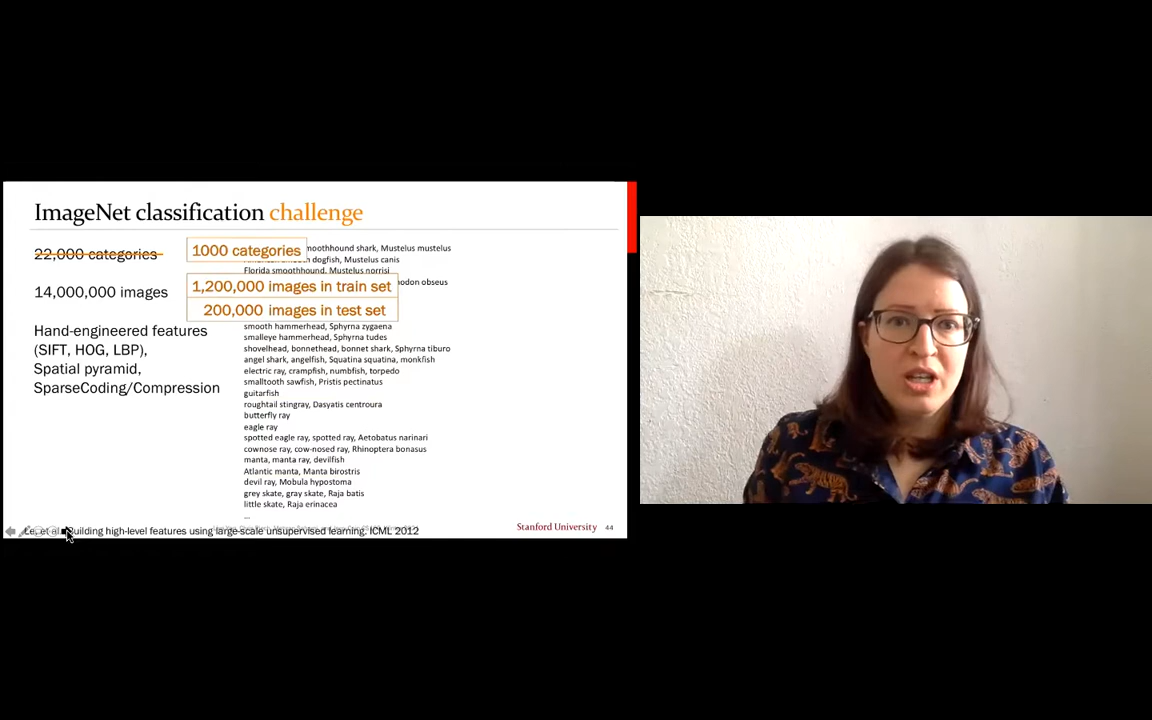 ImageNet classification challenge
22,000 categories
1000 categories
moothhound shark, Mustelus mustelus
dogfish, Mustelus canis
Florida smoothhound, Mustelus norrisi
14,000,000 images
1,200,000 images in train set
odon obseus
200,000 images in test set
Hand-engineered features
(SIFT, HOG, LBP),
Spatial pyramid,
SparseCoding/Compression
smooth hammerhead, Sphyrna zygaena
smalleye hammerhead, Sphyrna tudes
shovelhead, bonnethead, bonnet shark, Sphyrna tiburo
angel shark, angelfish, Squatina squatina, monkfish
electric ray, crampfish, numbfish, torpedo
smalltooth sawfish, Pristis pectinatus
guitarfish
roughtail stingray, Dasyatis centroura
butterfly ray
eagle ray
spotted eagle ray, spotted ray, Aetobatus narinari
cownose ray, cow-nosed ray, Rhinoptera bonasus
manta, manta ray, devilfish
Atlantic manta, Manta birostris
devil ray, Mobula hypostoma
grey skate, gray skate, Raja batis
little skate, Raja erinacea
...
Le, et al. Building high-level features using large-scale unsupervised learning. ICML 2012
Stanford University 44